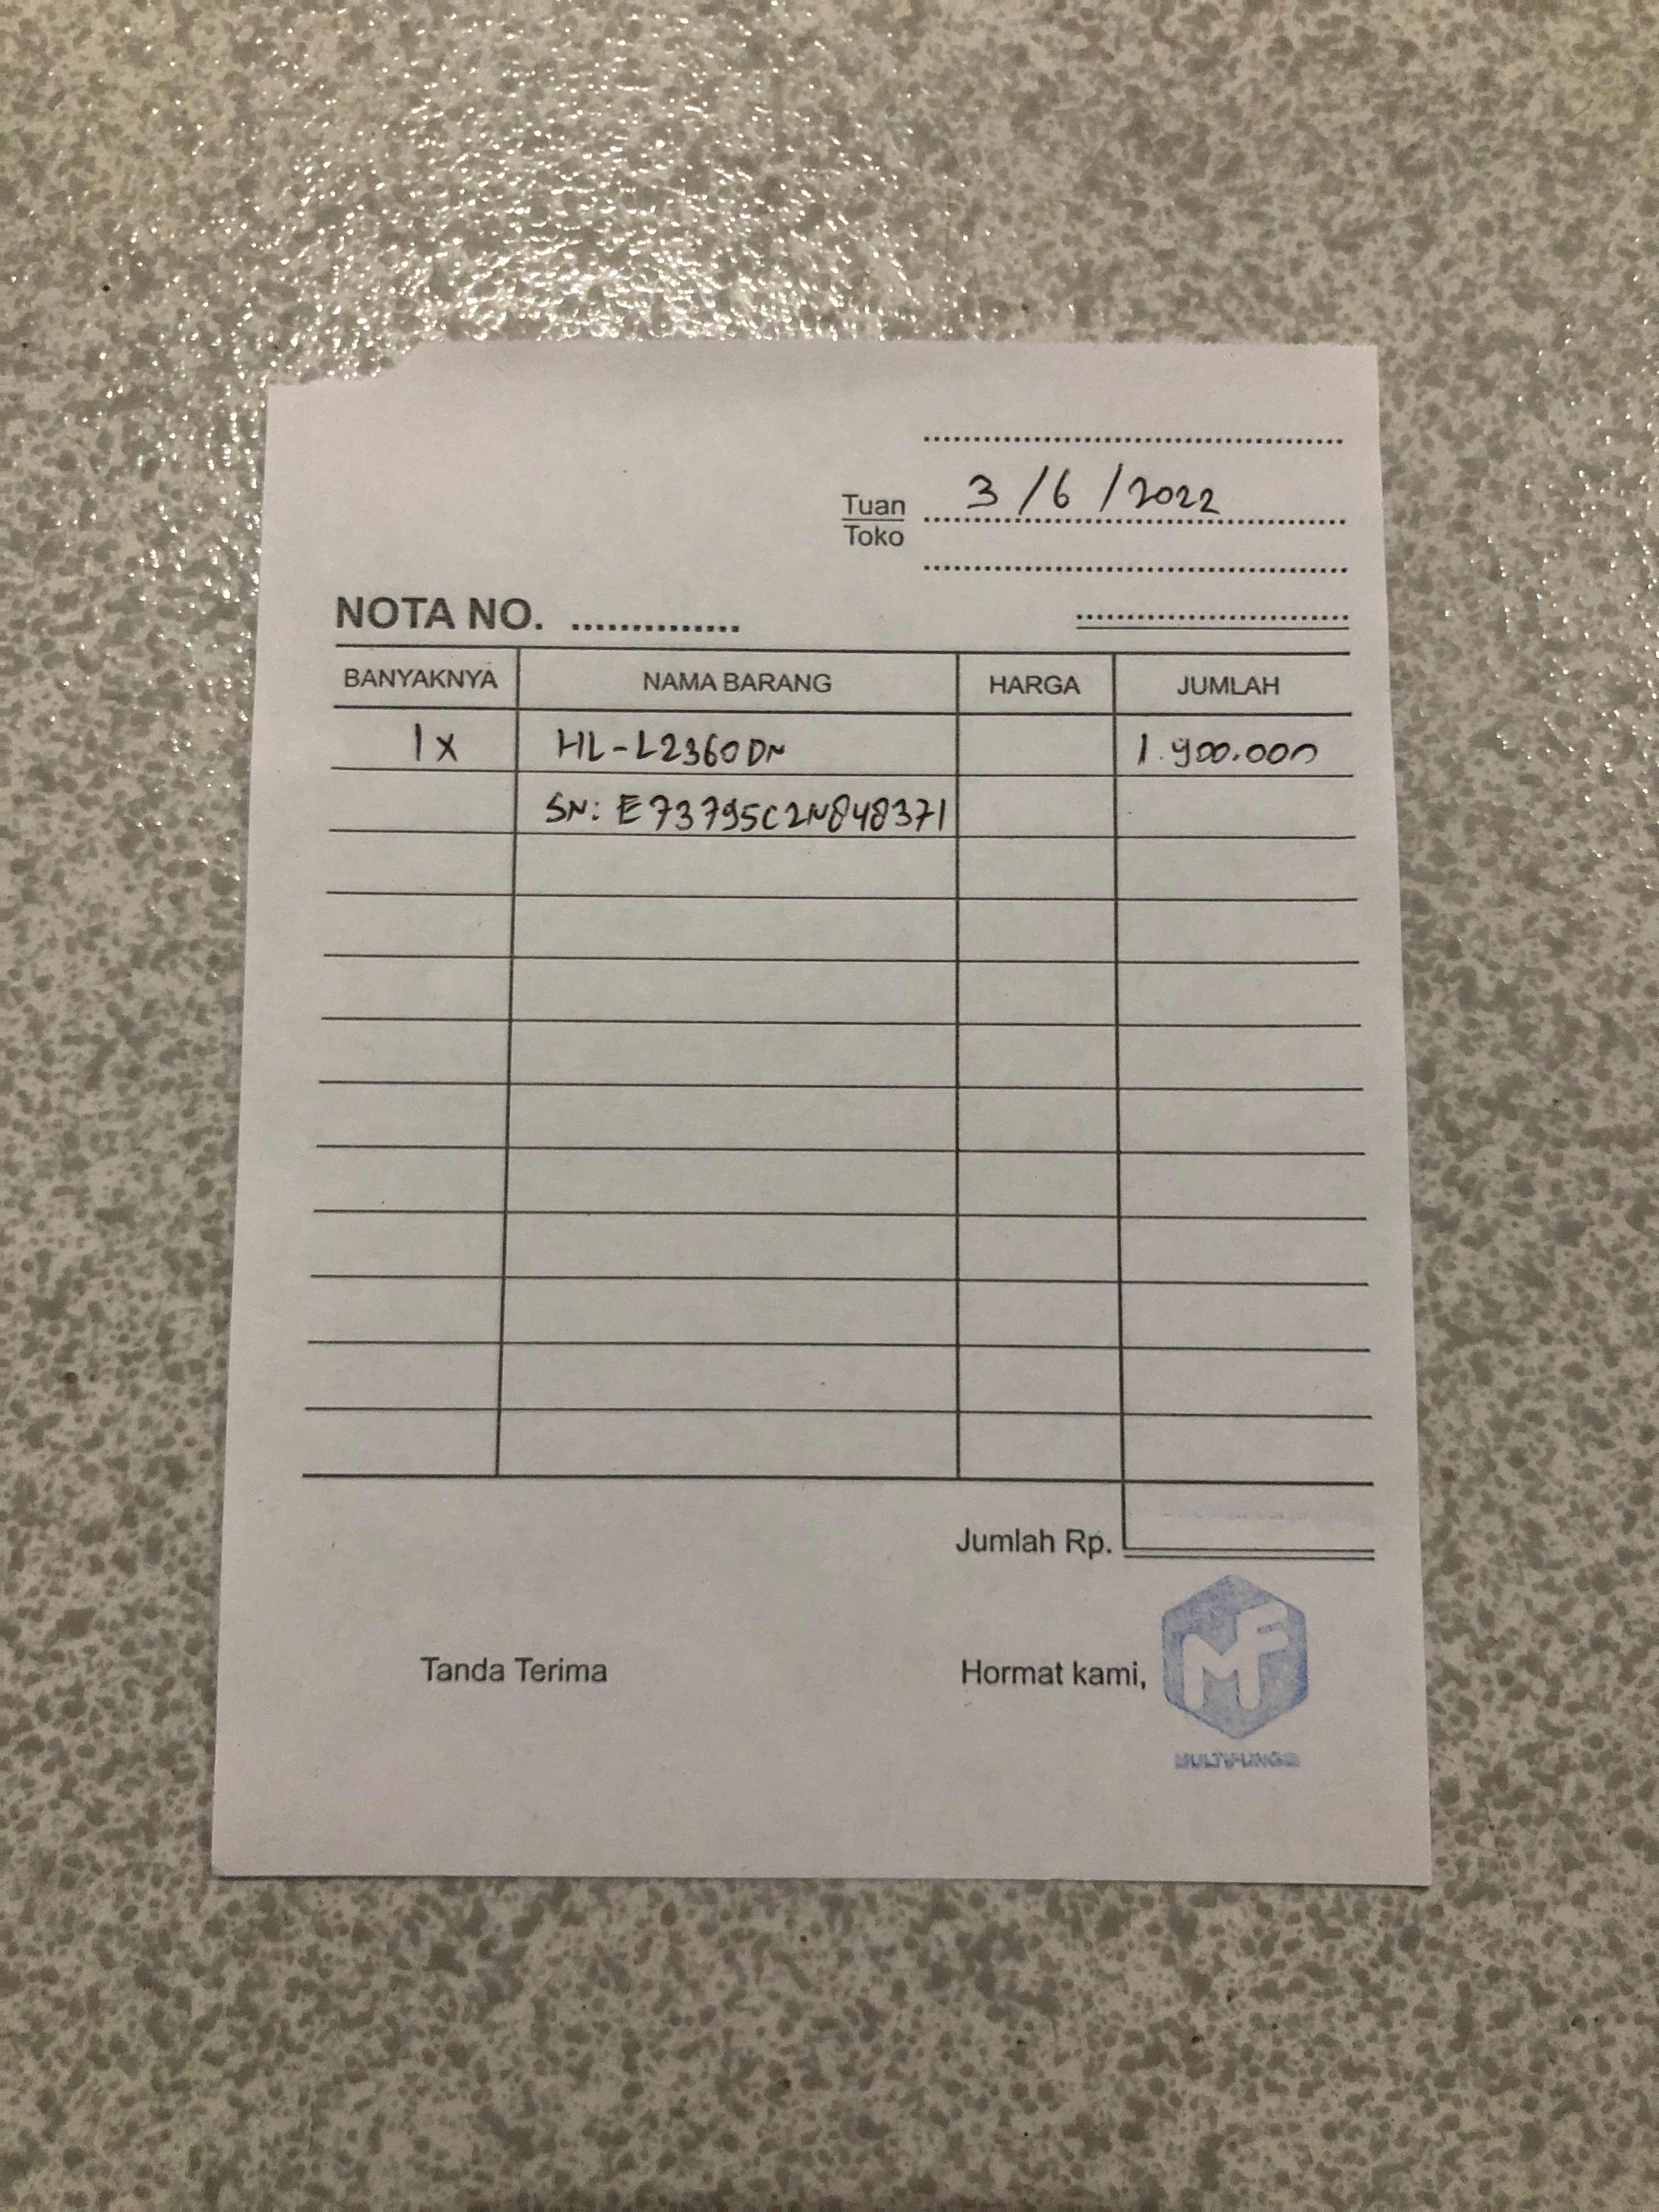 3/6/2022
Tuan
Toko
NOTA NO. ..............
BANYAKNYA NAMA BARANG HARGA JUMLAH
1x HL-L2360DN 1.900.000
SN: E73795C2N848371
Jumlah Rp.
Tanda Terima Hormat kami,
MF
MULTIFUNGSI